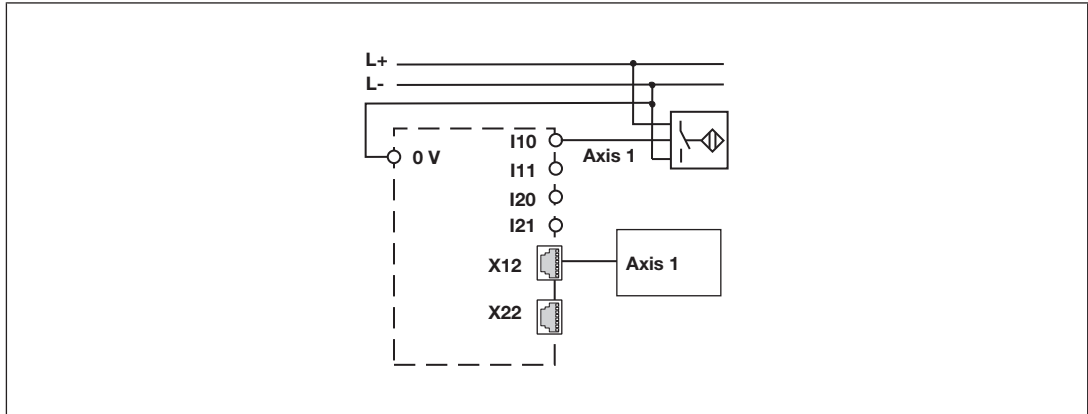 L+
L-
I10
0 V
Axis 1
I11
I20
I21
X12
Axis 1
X22